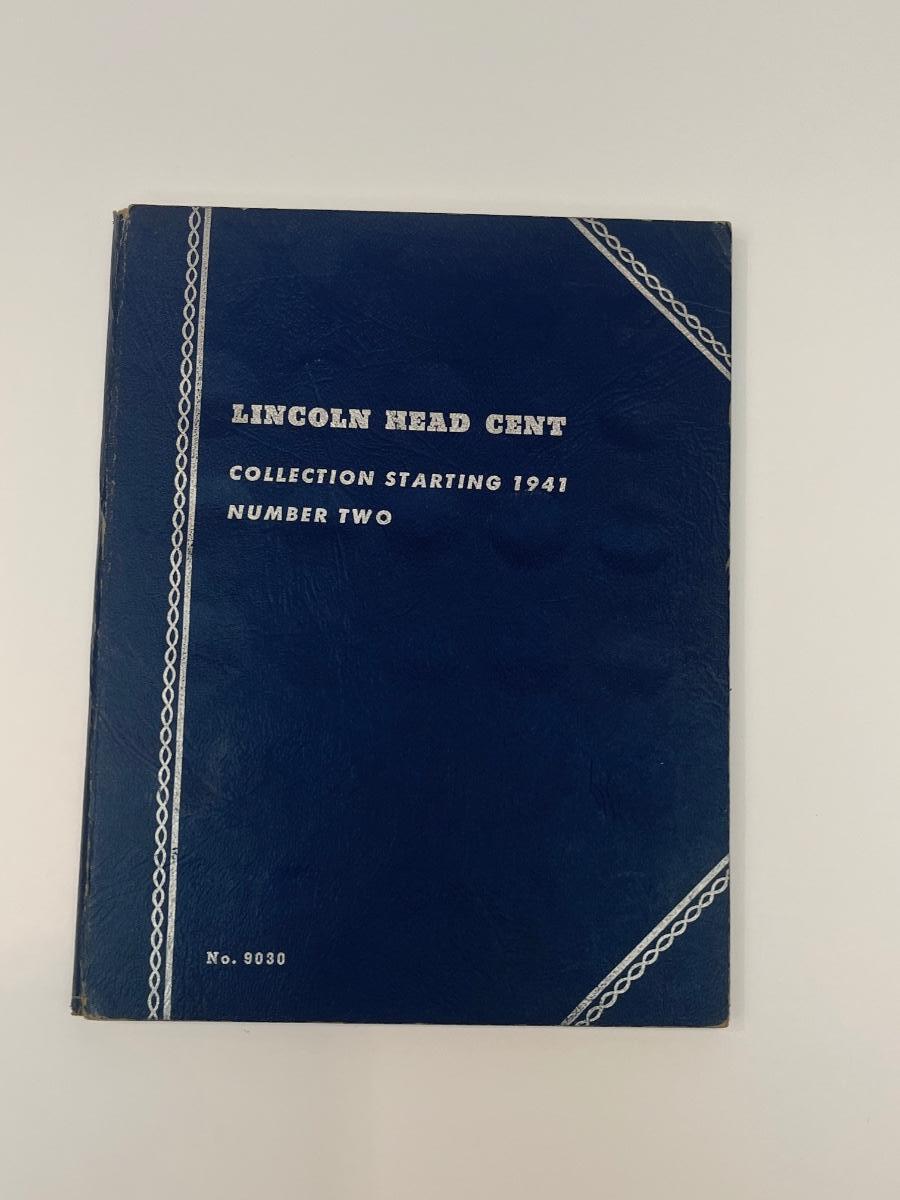 LINCOLN HEAD CENT
COLLECTION STARTING 1941
NUMBER TWO
No. 9030